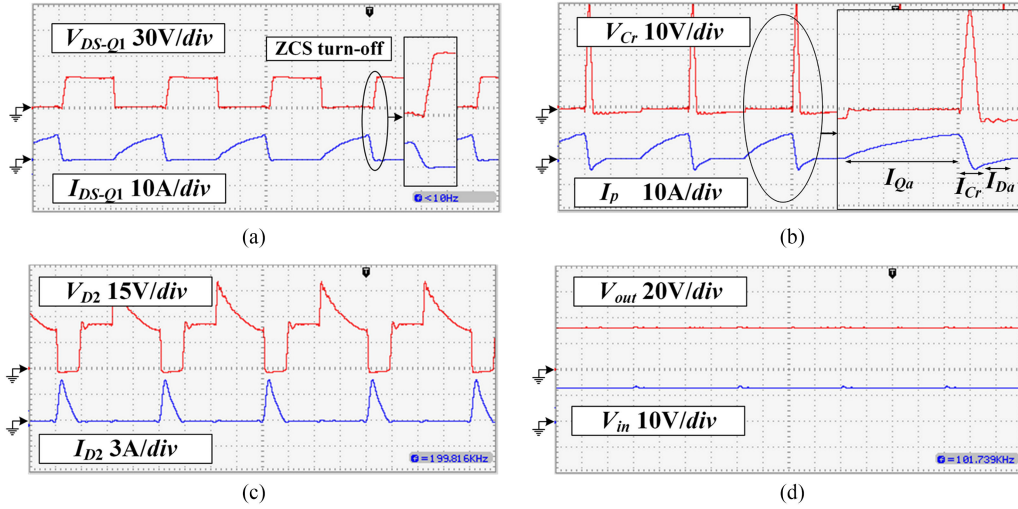 V_DS-Q1 30V/div
ZCS turn-off
I_DS-Q1 10A/div
<10Hz
(a)
T
V_Cr 10V/div
I_p 10A/div
I_Qa
I_Cr
I_Da
(b)
T
V_D2 15V/div
I_D2 3A/div
199.816KHz
(c)
T
V_out 20V/div
V_in 10V/div
101.739KHz
(d)
T